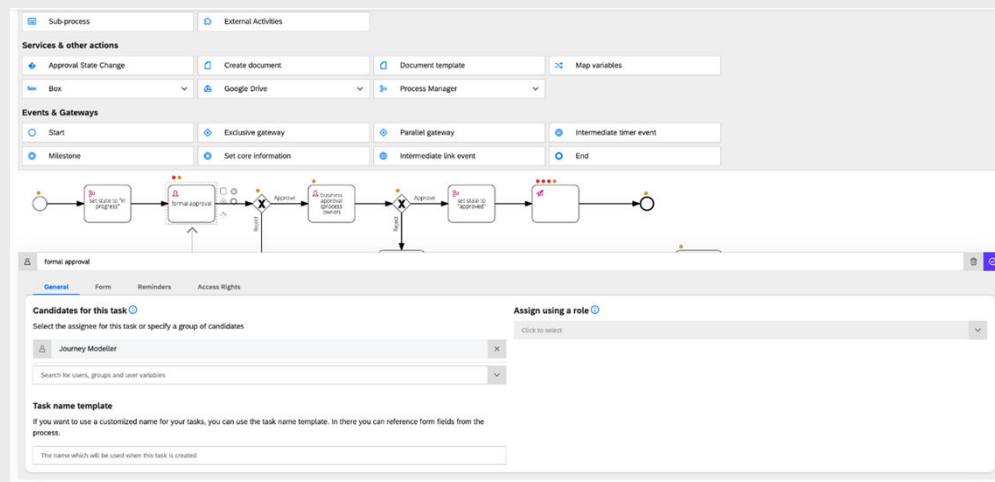 Sub-process
External Activities
Services & other actions
Approval State Change
Create document
Document template
Map variables
box
Box
Google Drive
Process Manager
Events & Gateways
Start
Exclusive gateway
Parallel gateway
Intermediate timer event
Milestone
Set core information
Intermediate link event
End
set state to "in
progress"
formal approval
Approve
Reject
business
approval
(process
owner)
Approve
Reject
set state to
"approved"
formal approval
General
Form
Reminders
Access Rights
Candidates for this task
Select the assignee for this task or specify a group of candidates
Journey Modeller
Search for users, groups and user variables
Assign using a role
Click to select
Task name template
If you want to use a customized name for your tasks, you can use the task name template. In there you can reference form fields from the
process.
The name which will be used when this task is created